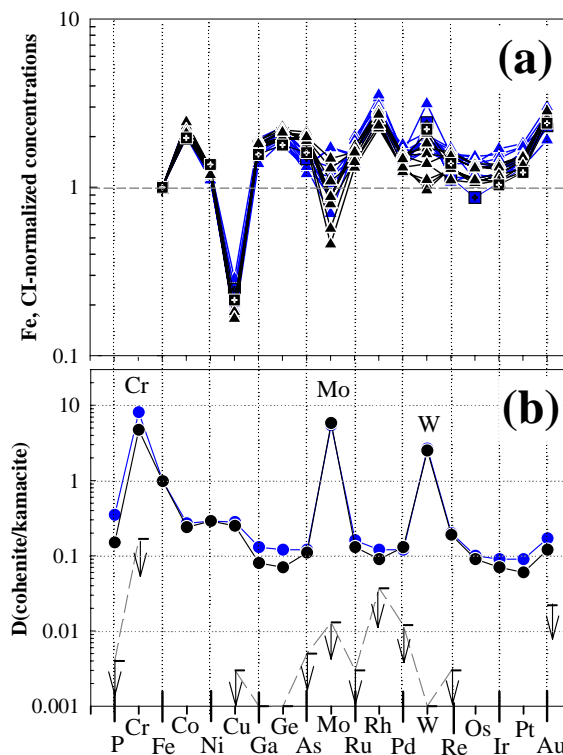 10
(a)
Fe, CI-normalized concentrations
1
0.1
Cr
Mo
W
(b)
10
D(cohenite/kamacite)
1
0.1
0.01
0.001
P Cr Fe Co Ni Cu Ga Ge As Mo Ru Rh Pd W Re Os Ir Pt Au